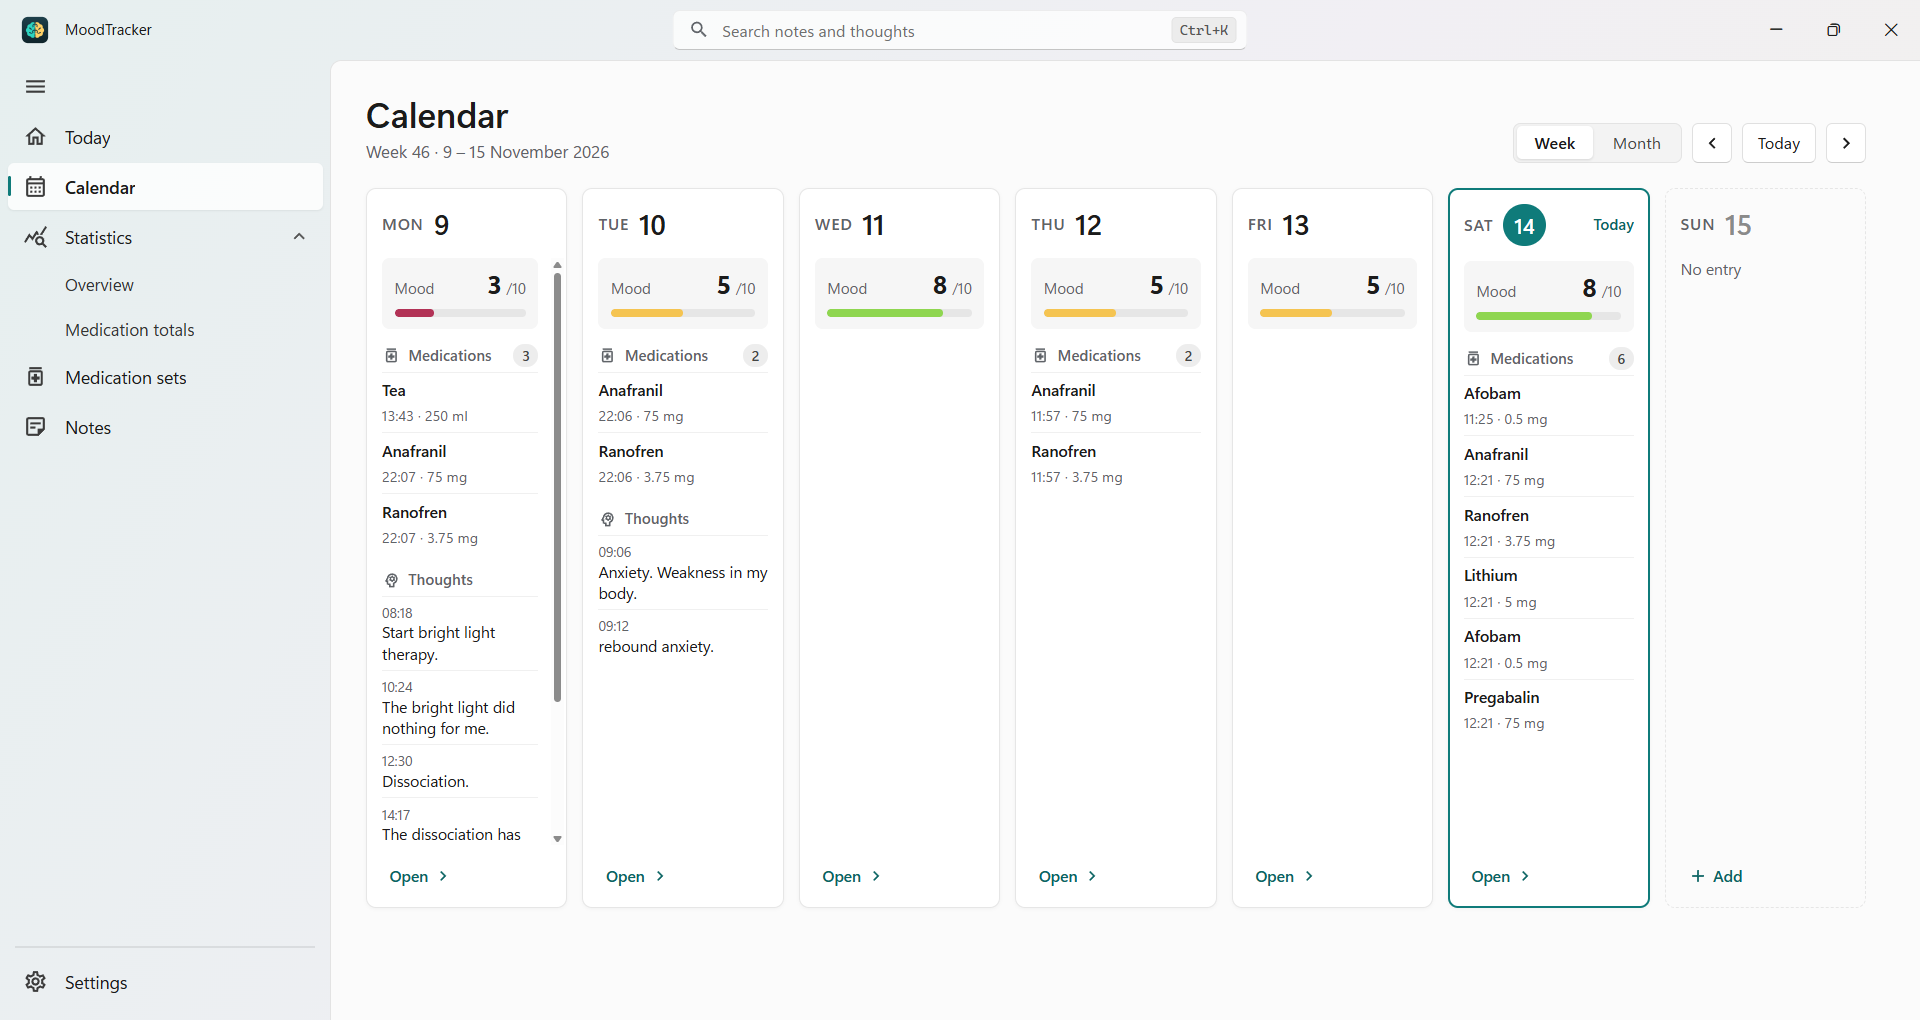 MoodTracker
Search notes and thoughts
Ctrl+K
Today
Calendar
Statistics
Overview
Medication totals
Medication sets
Notes
Settings
Calendar
Week 46 · 9 – 15 November 2026
Week
Month
Today
MON 9
Mood 3 /10
Medications 3
Tea
13:43 · 250 ml
Anafranil
22:07 · 75 mg
Ranofren
22:07 · 3.75 mg
Thoughts
08:18
Start bright light
therapy.
10:24
The bright light did
nothing for me.
12:30
Dissociation.
14:17
The dissociation has
Open
TUE 10
Mood 5 /10
Medications 2
Anafranil
22:06 · 75 mg
Ranofren
22:06 · 3.75 mg
Thoughts
09:06
Anxiety. Weakness in my
body.
09:12
rebound anxiety.
Open
WED 11
Mood 8 /10
Open
THU 12
Mood 5 /10
Medications 2
Anafranil
11:57 · 75 mg
Ranofren
11:57 · 3.75 mg
Open
FRI 13
Mood 5 /10
Open
SAT 14 Today
Mood 8 /10
Medications 6
Afobam
11:25 · 0.5 mg
Anafranil
12:21 · 75 mg
Ranofren
12:21 · 3.75 mg
Lithium
12:21 · 5 mg
Afobam
12:21 · 0.5 mg
Pregabalin
12:21 · 75 mg
Open
SUN 15
No entry
+ Add